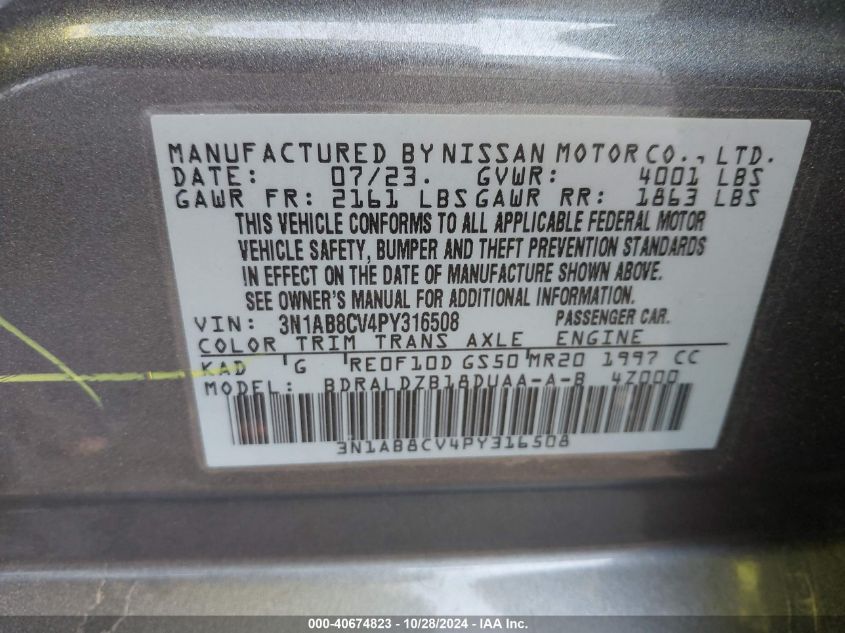 MANUFACTURED BY NISSAN MOTOR CO., LTD.
DATE: 07/23. GVWR: 4001 LBS
GAWR FR: 2161 LBS GAWR RR: 1863 LBS
THIS VEHICLE CONFORMS TO ALL APPLICABLE FEDERAL MOTOR
VEHICLE SAFETY, BUMPER AND THEFT PREVENTION STANDARDS
IN EFFECT ON THE DATE OF MANUFACTURE SHOWN ABOVE.
SEE OWNER'S MANUAL FOR ADDITIONAL INFORMATION.
VIN: 3N1AB8CV4PY316508 PASSENGER CAR.
COLOR TRIM TRANS AXLE ENGINE
KAD G RE0F10D GS50 MR20 1997 CC
MODEL: BDRALDZB18DUAA-A-B 4Z000
3N1AB8CV4PY316508
000-40674823 - 10/28/2024 - IAA Inc.